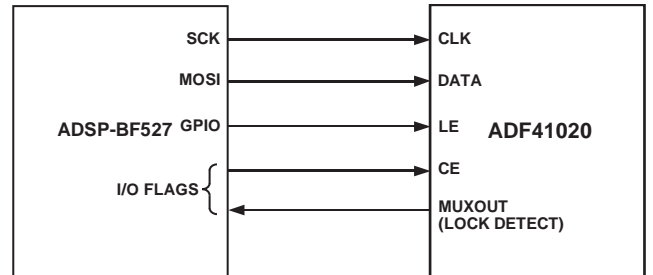 SCK CLK
MOSI DATA
ADSP-BF527 GPIO LE ADF41020
CE
I/O FLAGS
MUXOUT
(LOCK DETECT)